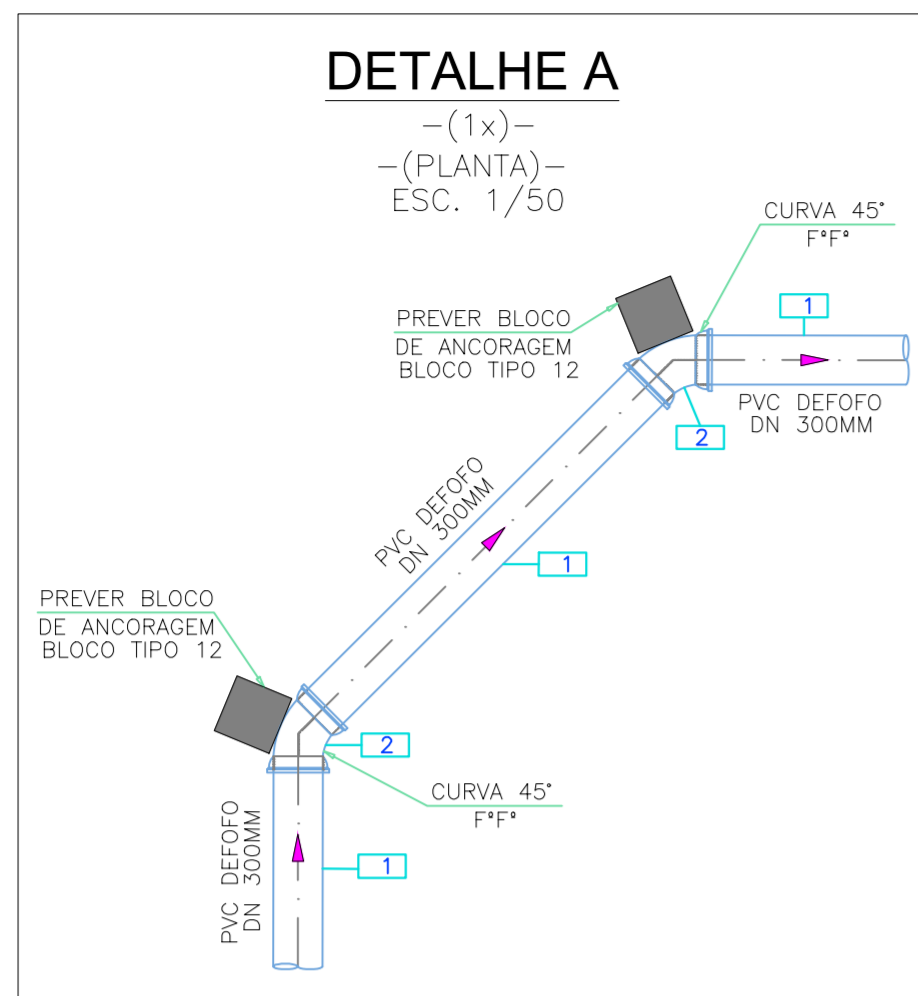 DETALHE A
-(1x)-
-(PLANTA)-
ESC. 1/50
CURVA 45°
FºFº
1
PREVER BLOCO
DE ANCORAGEM
BLOCO TIPO 12
PVC DEFOFO
DN 300MM
2
PVC DEFOFO
DN 300MM
1
PREVER BLOCO
DE ANCORAGEM
BLOCO TIPO 12
2
CURVA 45°
FºFº
PVC DEFOFO
DN 300MM
1